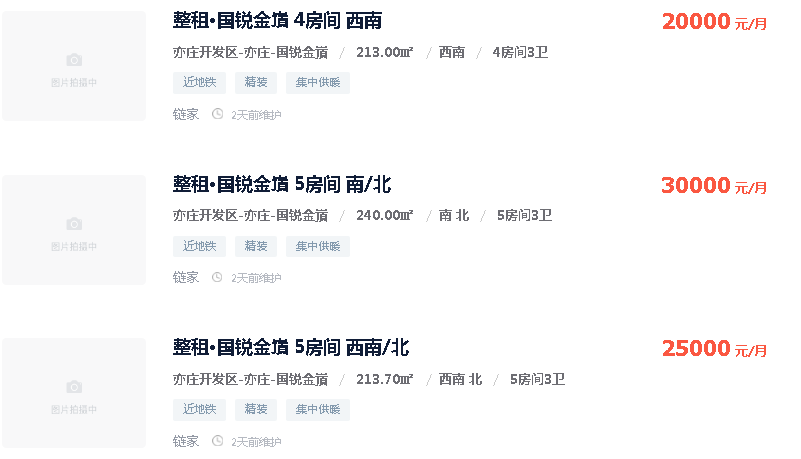 整租·国锐金嵿 4房间 西南
20000 元/月
亦庄开发区-亦庄-国锐金嵿 / 213.00㎡ / 西南 / 4房间3卫
图片拍摄中
近地铁 精装 集中供暖
链家 2天前维护
整租·国锐金嵿 5房间 南/北
30000 元/月
亦庄开发区-亦庄-国锐金嵿 / 240.00㎡ / 南 北 / 5房间3卫
图片拍摄中
近地铁 精装 集中供暖
链家 2天前维护
整租·国锐金嵿 5房间 西南/北
25000 元/月
亦庄开发区-亦庄-国锐金嵿 / 213.70㎡ / 西南 北 / 5房间3卫
图片拍摄中
近地铁 精装 集中供暖
链家 2天前维护